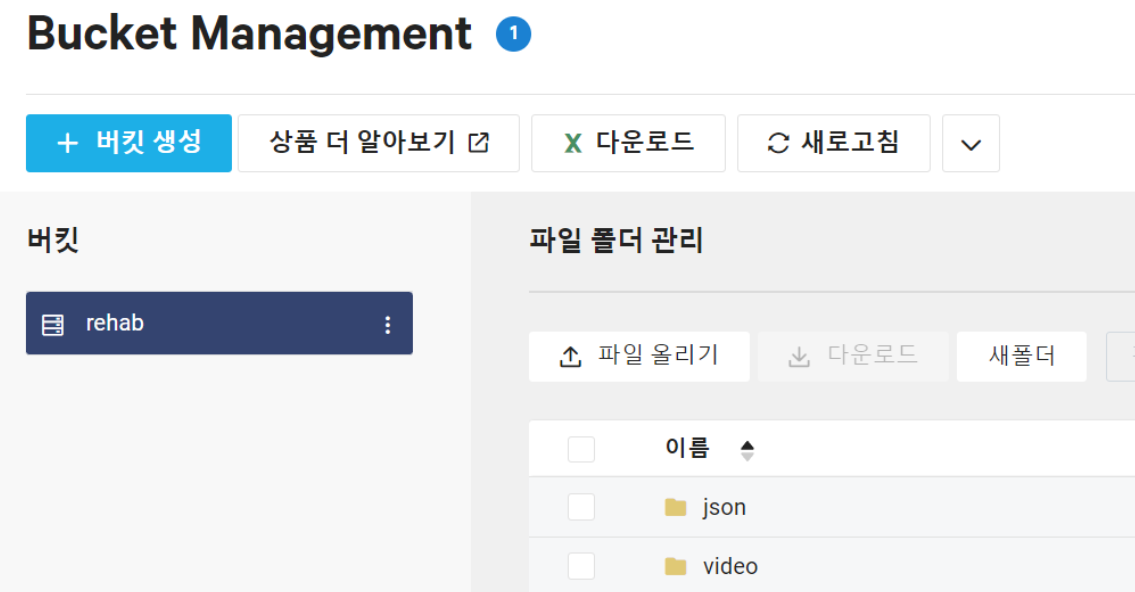 Bucket Management 1
+ 버킷 생성 상품 더 알아보기 X 다운로드 새로고침
버킷
파일 폴더 관리
rehab
파일 올리기 다운로드 새폴더
이름
json
video